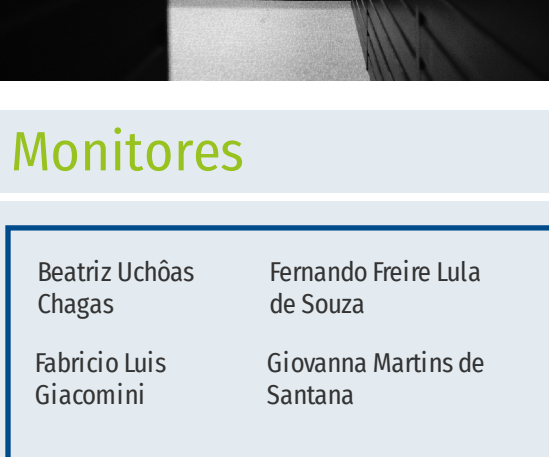 Monitores
Beatriz Uchôas
Chagas
Fernando Freire Lula
de Souza
Fabricio Luis
Giacomini
Giovanna Martins de
Santana